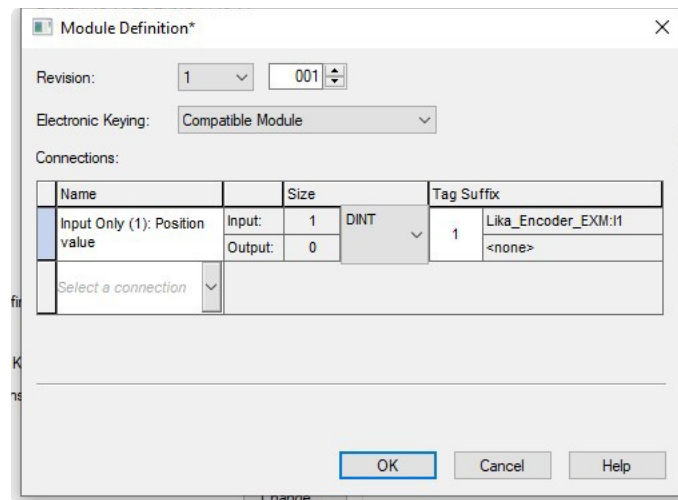 Module Definition*
Revision: 1 001
Electronic Keying: Compatible Module
Connections:
Name Size Tag Suffix
Input Only (1): Position value Input: 1 DINT 1 Lika_Encoder_EXM:I1
Output: 0 <none>
Select a connection
OK Cancel Help